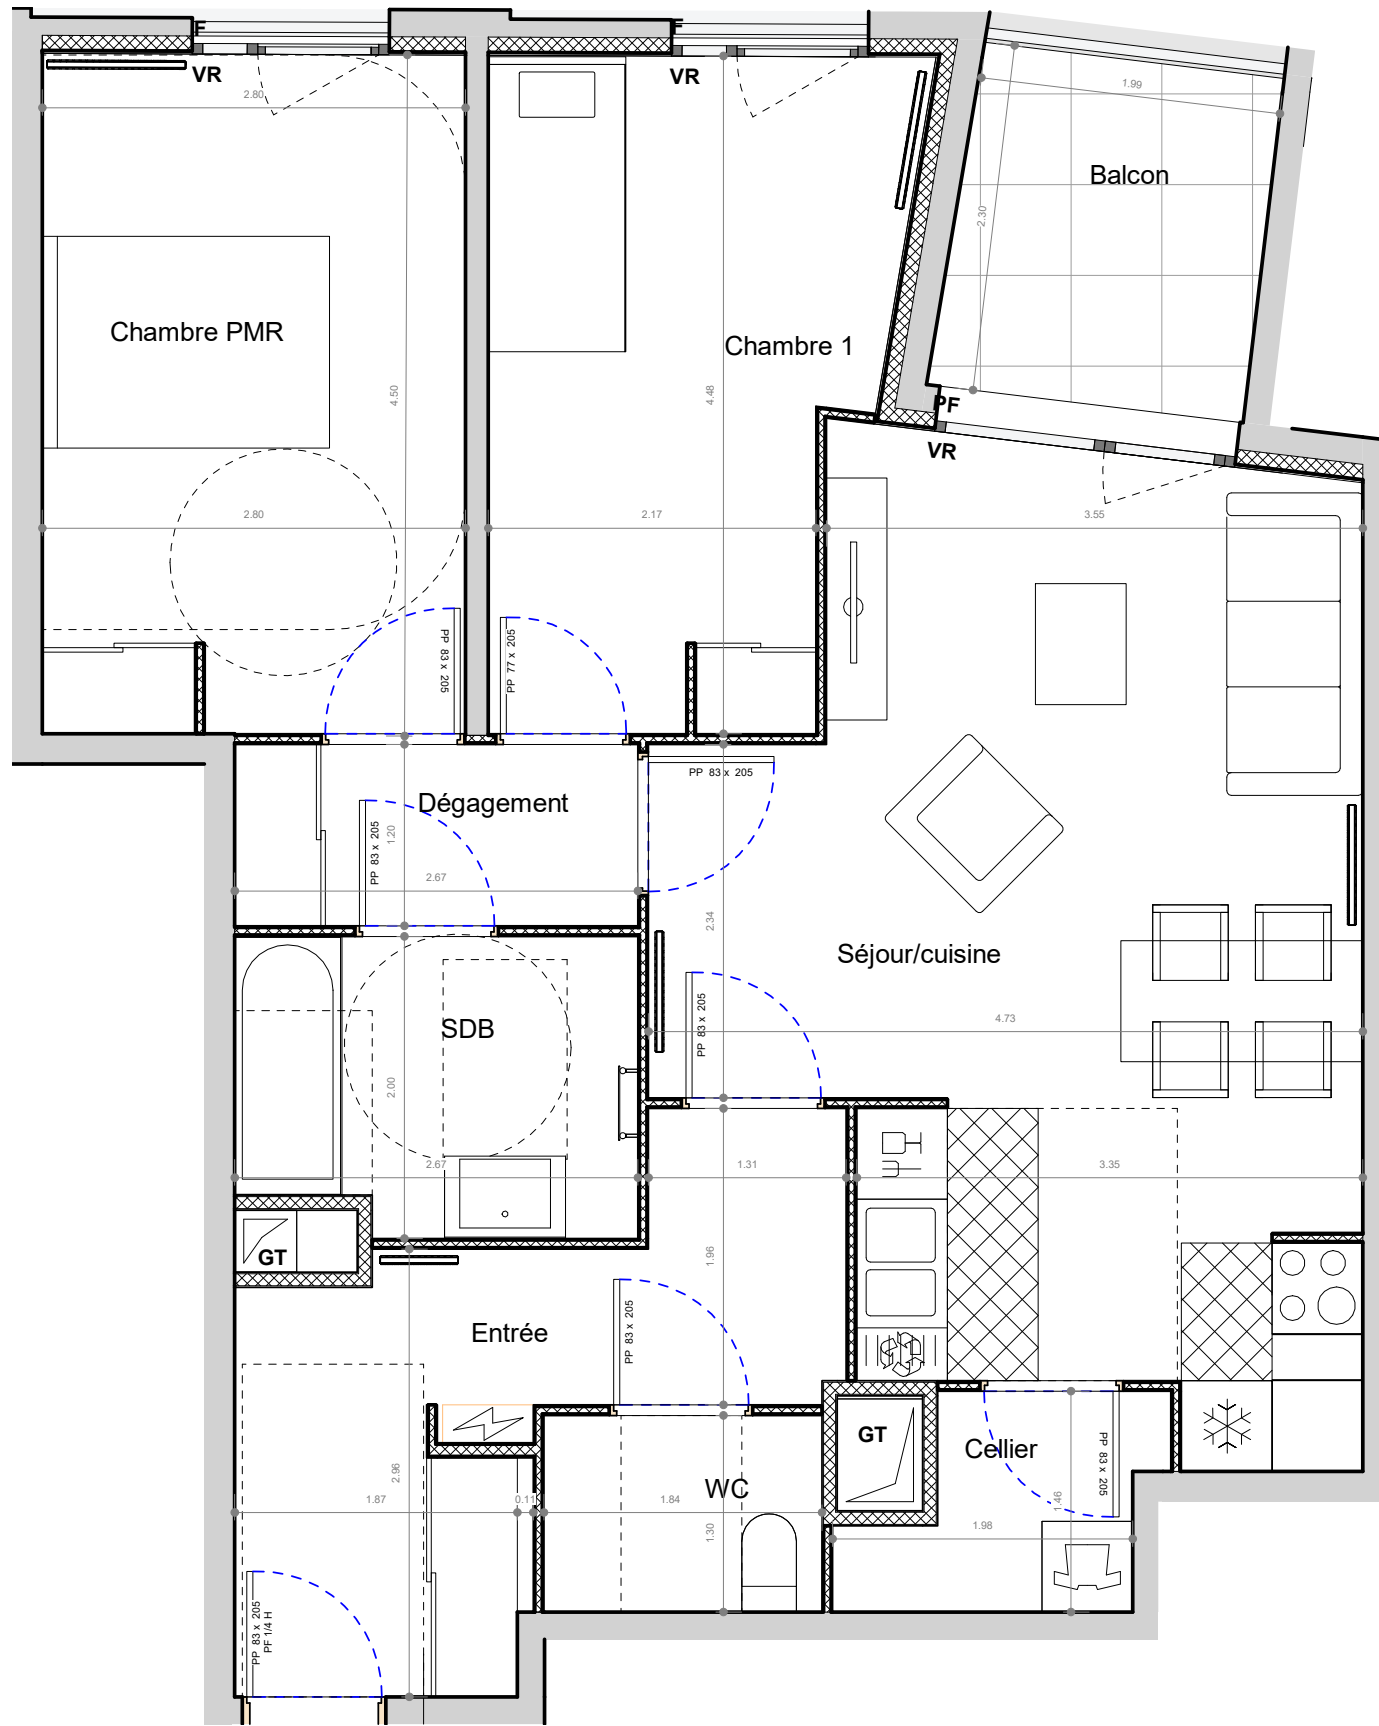 VR
VR
2.80
1.99
Balcon
2.30
Chambre PMR
Chambre 1
4.50
4.48
PF
VR
2.80
2.17
3.55
PP 83 x 205
PP 77 x 205
PP 83 x 205
Dégagement
PP 83 x 205
1.20
2.67
2.34
Séjour/cuisine
SDB
PP 83 x 205
4.73
2.00
2.67
1.31
3.35
GT
1.96
Entrée
PP 83 x 205
GT
Cellier
PP 83 x 205
2.96
WC
1.87
0.11
1.84
1.30
1.98
1.46
PP 83 x 205
PF 1/4 H